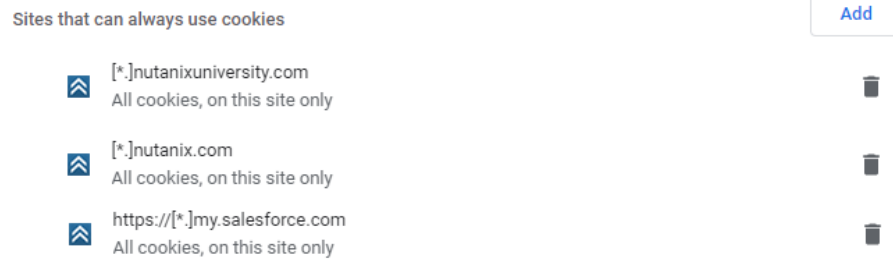 Sites that can always use cookies
Add
[*.]nutanixuniversity.com
All cookies, on this site only
[*.]nutanix.com
All cookies, on this site only
https://[*.]my.salesforce.com
All cookies, on this site only